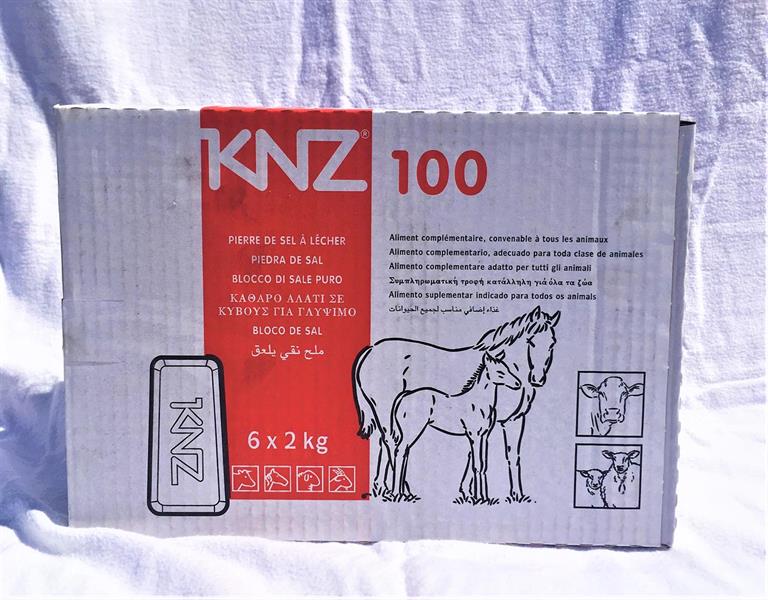 KNZ® 100
PIERRE DE SEL À LÉCHER
PIEDRA DE SAL
BLOCCO DI SALE PURO
ΚΑΘΑΡΟ ΑΛΑΤΙ ΣΕ
ΚΥΒΟΥΣ ΓΙΑ ΓΛΥΨΙΜΟ
BLOCO DE SAL
ملح نقي يلعق
Aliment complémentaire, convenable à tous les animaux
Alimento complementario, adecuado para toda clase de animales
Alimento complementare adatto per tutti gli animali
Συμπληρωματική τροφή κατάλληλη γιά όλα τα ζώα
Alimento suplementar indicado para todos os animals
غذاء إضافي مناسب لجميع الحيوانات
KNZ
6 x 2 kg